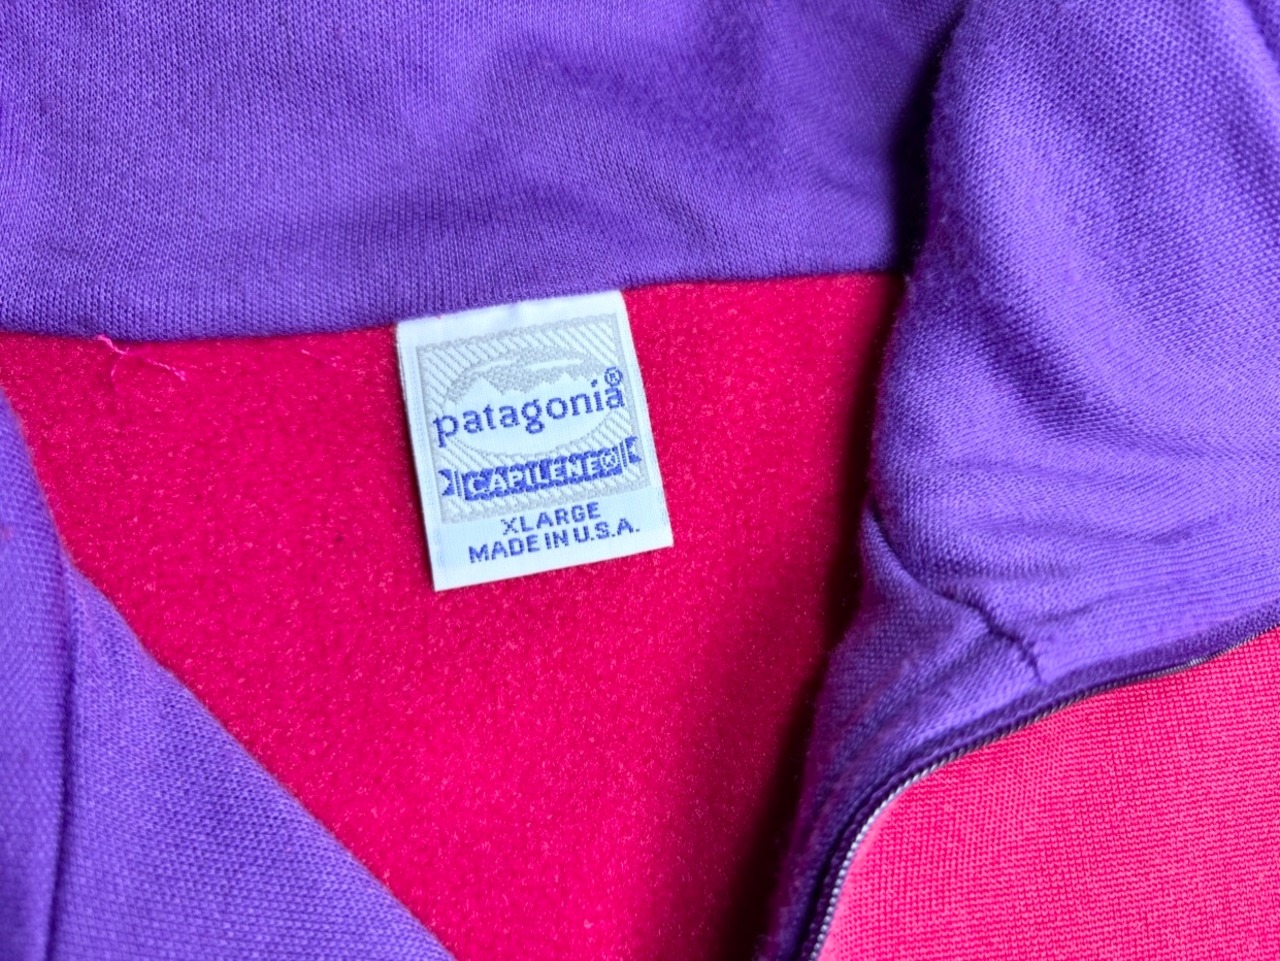 patagonia®
CAPILENE®
XLARGE
MADE IN U.S.A.